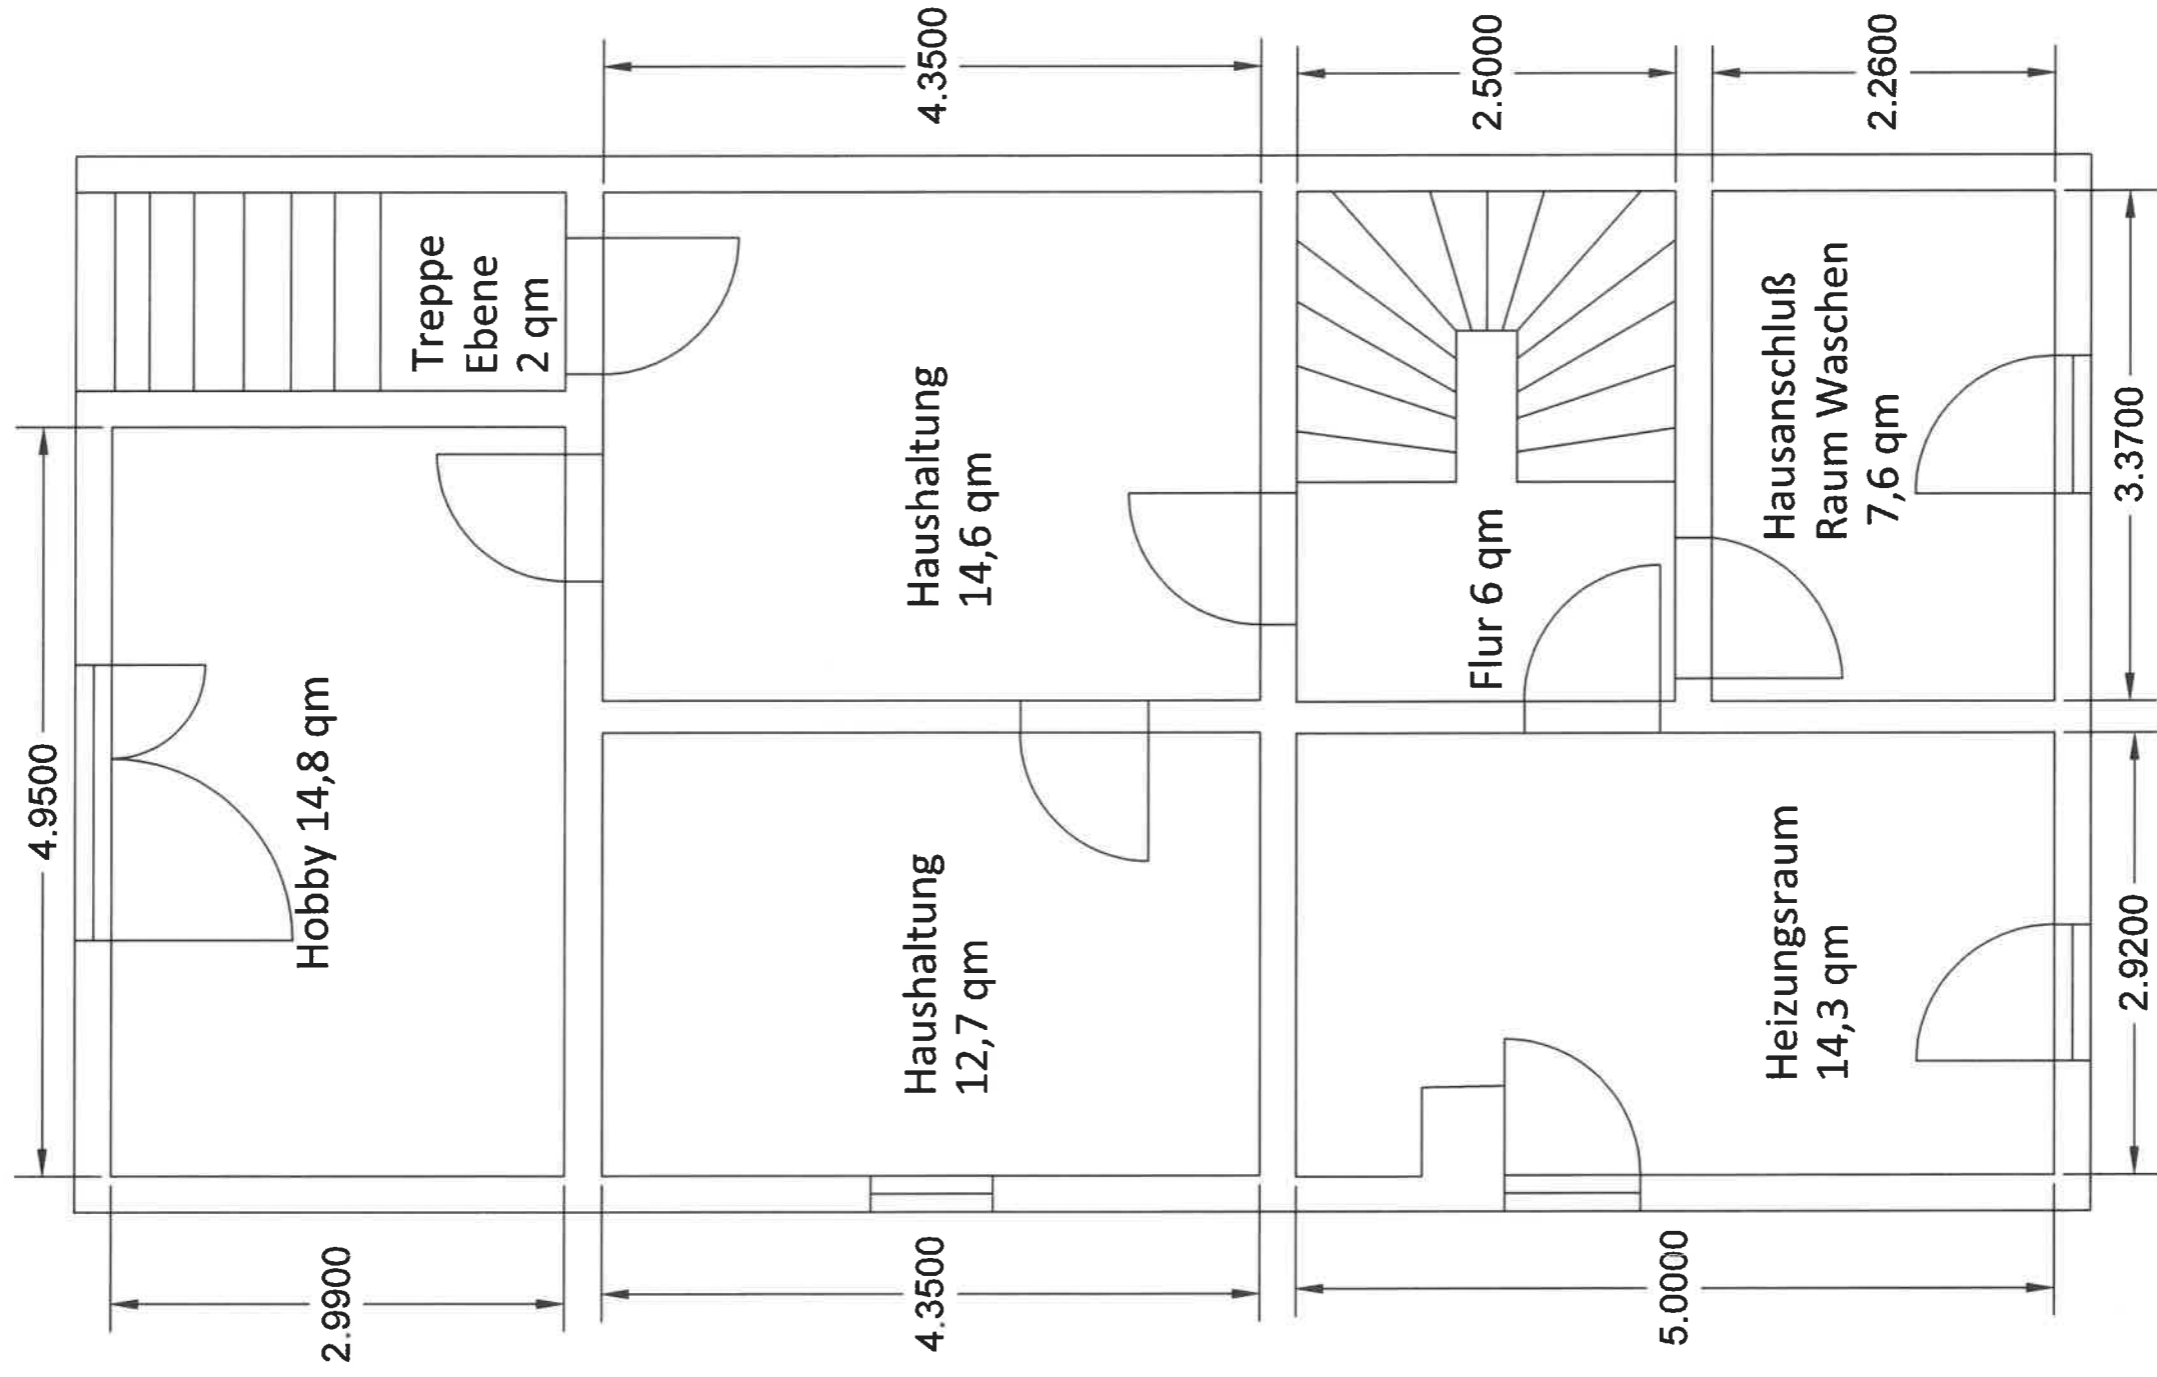 4.9500
Hobby 14,8 qm
2.9900
Treppe
Ebene
2 qm
4.3500
Haushaltung
14,6 qm
Haushaltung
12,7 qm
4.3500
2.5000
Flur 6 qm
Hausanschluß
Raum Waschen
7,6 qm
2.2600
Heizungsraum
14,3 qm
5.0000
3.3700
2.9200